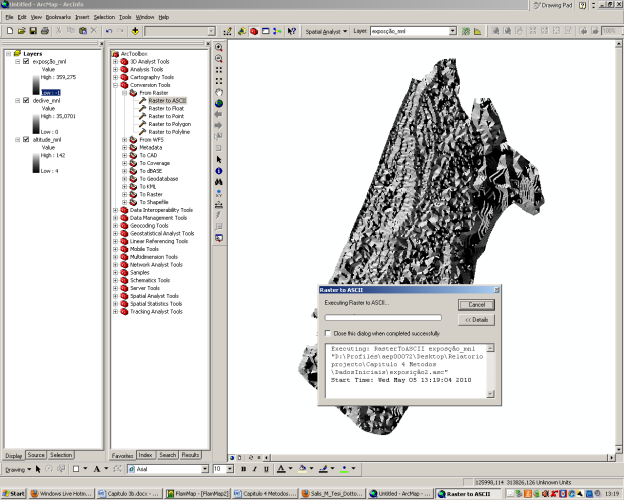 Untitled - ArcMap - ArcInfo
Drawing Pad
File Edit View Bookmarks Insert Selection Tools Window Help
Spatial Analyst Layer: exposção_mnl
100%
Layers
exposção_mnl
Value
High : 359,275
Low : -1
declive_mnl
Value
High : 35,0701
Low : 0
altitude_mnl
Value
High : 142
Low : 4
Display Source Selection
ArcToolbox
3D Analyst Tools
Analysis Tools
Cartography Tools
Conversion Tools
From Raster
Raster to ASCII
Raster to Float
Raster to Point
Raster to Polygon
Raster to Polyline
From WFS
Metadata
To CAD
To Coverage
To dBASE
To Geodatabase
To KML
To Raster
To Shapefile
Data Interoperability Tools
Data Management Tools
Geocoding Tools
Geostatistical Analyst Tools
Linear Referencing Tools
Mobile Tools
Multidimension Tools
Network Analyst Tools
Samples
Schematics Tools
Server Tools
Spatial Analyst Tools
Spatial Statistics Tools
Tracking Analyst Tools
Favorites Index Search Results
Raster to ASCII
Executing Raster to ASCII...
Cancel
<< Details
Close this dialog when completed successfully
Executing: RasterToASCII exposção_mnl
"D:\Profiles\aep00072\Desktop\Relatorio
projecto\Capitulo 4 Metodos
\DadosIniciais\exposição2.asc"
Start Time: Wed May 05 13:19:04 2010
Drawing
Arial
10
B I U A
125998,114 313826,126 Unknown Units
Start
Windows Live Hotm...
Capitulo 3b.docx - ...
FlamMap - [FlamMap2]
Capitulo 4 Metodos....
Salis_M_Tesi_Dotto...
Untitled - ArcMap - ...
Raster to ASCII
13:19